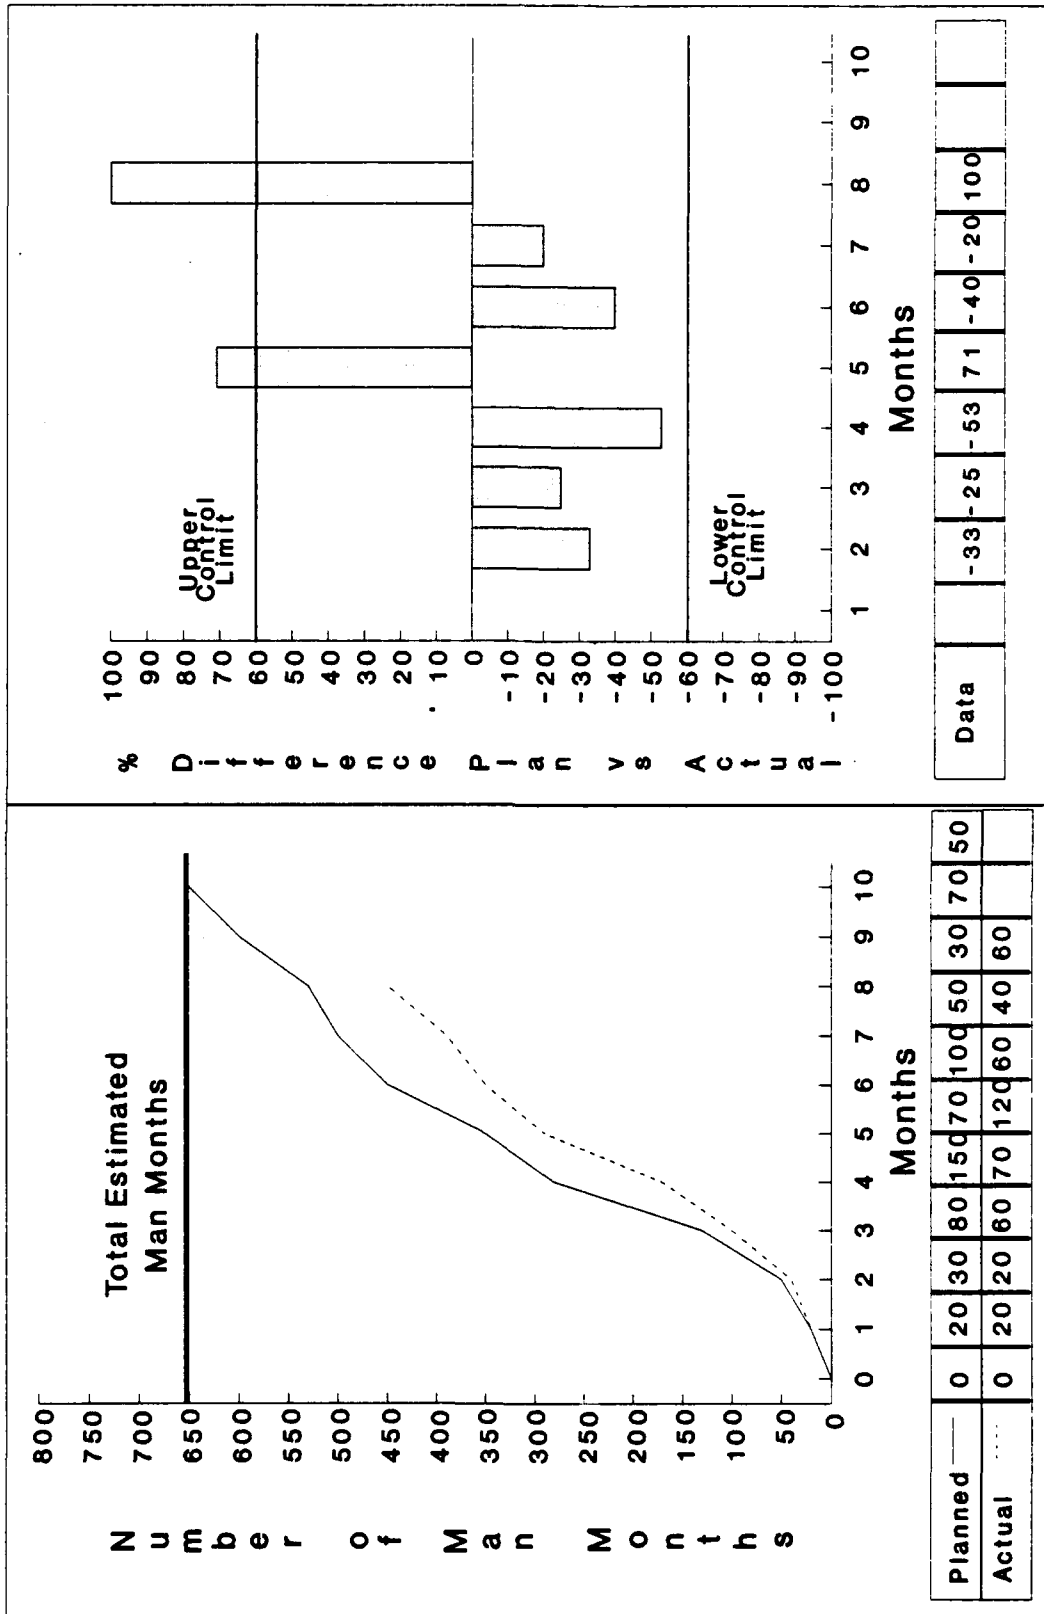 Total Estimated
Man Months
Number of Man Months
800
750
700
650
600
550
500
450
400
350
300
250
200
150
100
50
0
0 1 2 3 4 5 6 7 8 9 10
Months
Planned 0 20 30 80 150 70 100 50 30 70 50
Actual 0 20 20 60 70 120 60 40 60
% Difference Plan vs Actual
100
90
80
70
60
50
40
30
20
10
0
-10
-20
-30
-40
-50
-60
-70
-80
-90
-100
Upper
Control
Limit
Lower
Control
Limit
1 2 3 4 5 6 7 8 9 10
Months
Data -33 -25 -53 71 -40 -20 100